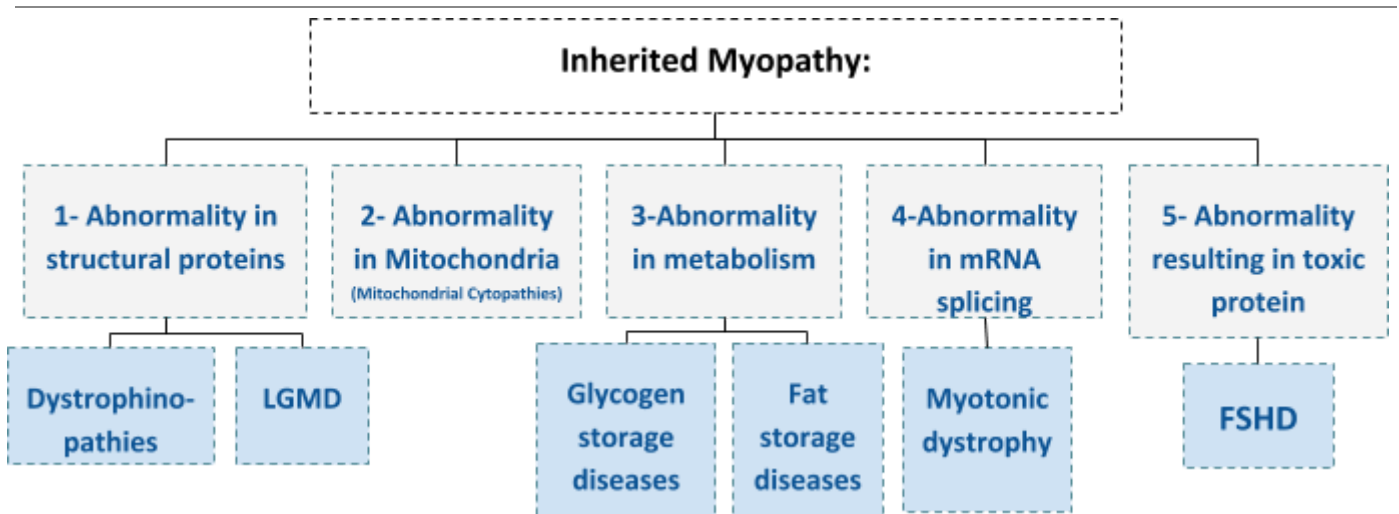 Inherited Myopathy:
1- Abnormality in
structural proteins
2- Abnormality
in Mitochondria
(Mitochondrial Cytopathies)
3-Abnormality
in metabolism
4-Abnormality
in mRNA
splicing
5- Abnormality
resulting in toxic
protein
Dystrophino-
pathies
LGMD
Glycogen
storage
diseases
Fat
storage
diseases
Myotonic
dystrophy
FSHD